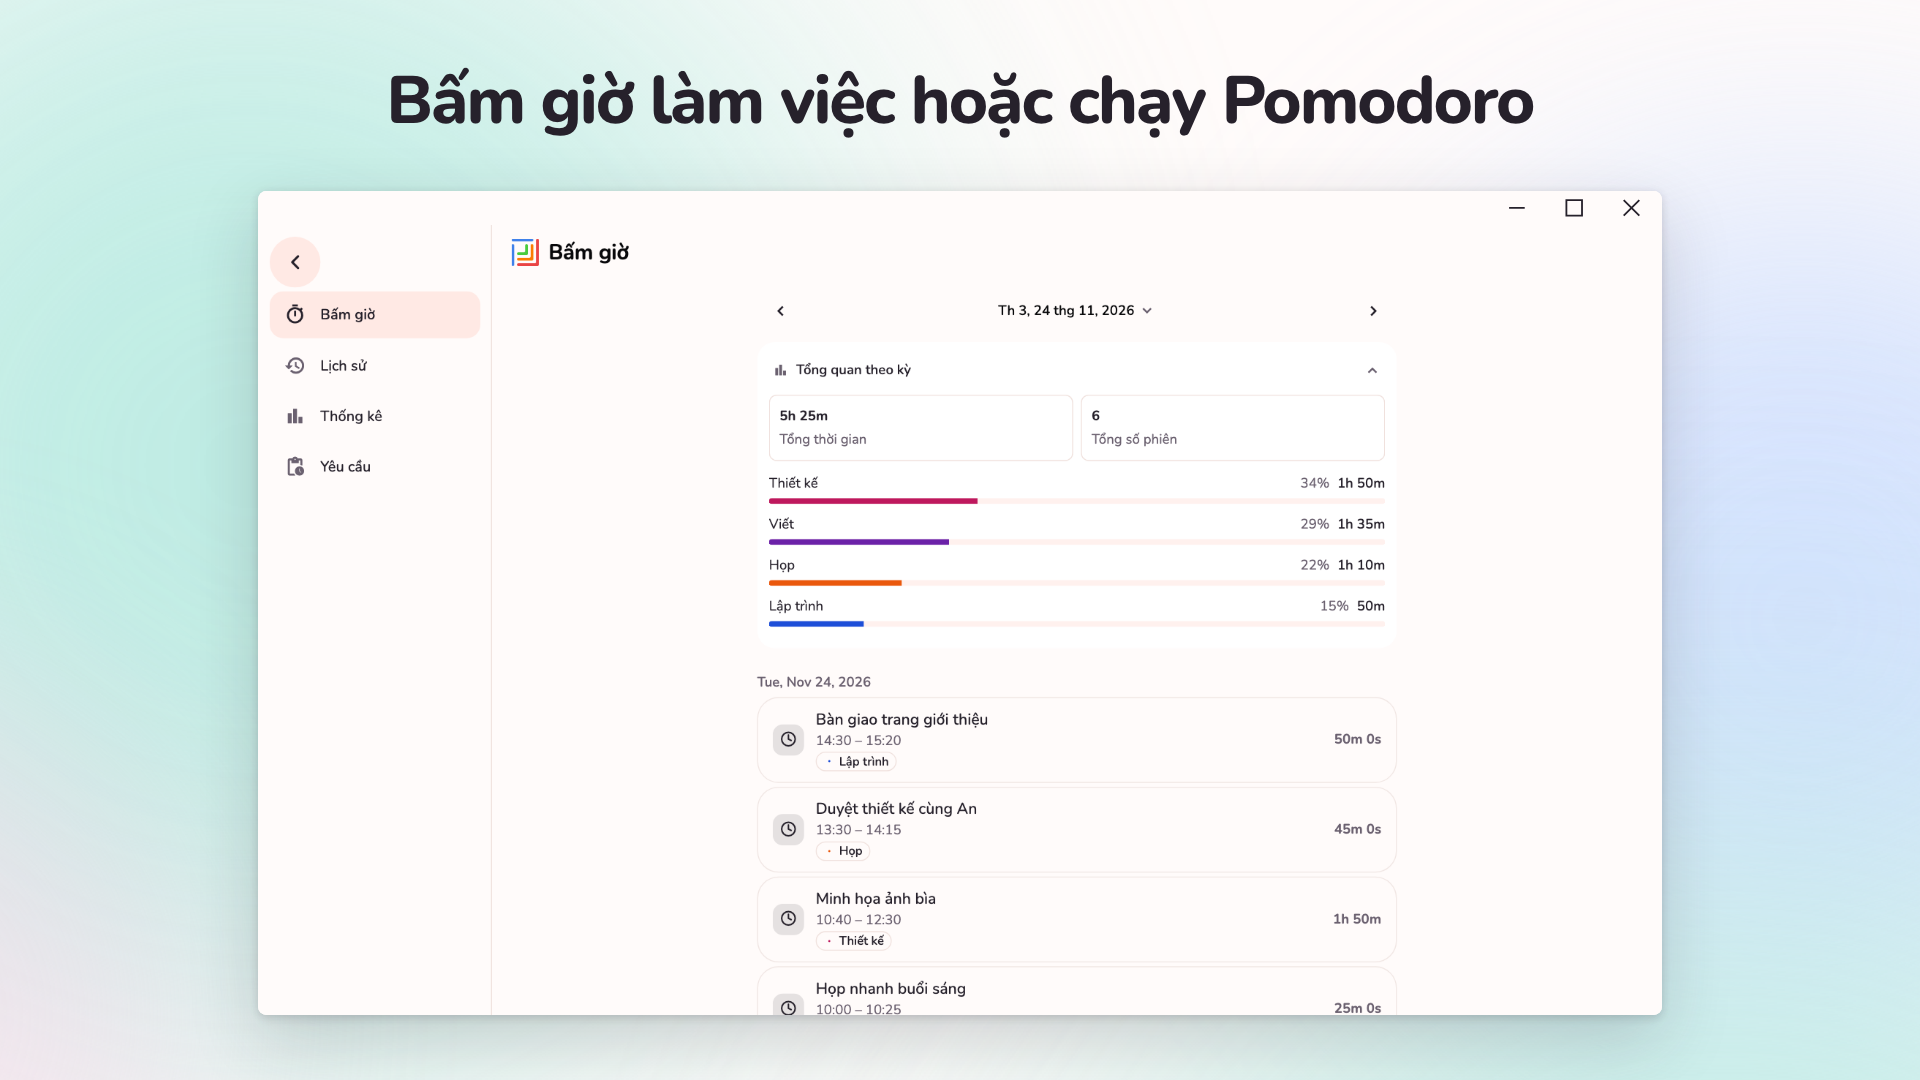 Bấm giờ làm việc hoặc chạy Pomodoro
Bấm giờ
Bấm giờ
Lịch sử
Thống kê
Yêu cầu
Th 3, 24 thg 11, 2026
Tổng quan theo kỳ
5h 25m
Tổng thời gian
6
Tổng số phiên
Thiết kế 34% 1h 50m
Viết 29% 1h 35m
Họp 22% 1h 10m
Lập trình 15% 50m
Tue, Nov 24, 2026
Bàn giao trang giới thiệu
14:30 – 15:20
Lập trình
50m 0s
Duyệt thiết kế cùng An
13:30 – 14:15
Họp
45m 0s
Minh họa ảnh bìa
10:40 – 12:30
Thiết kế
1h 50m
Họp nhanh buổi sáng
10:00 – 10:25
25m 0s